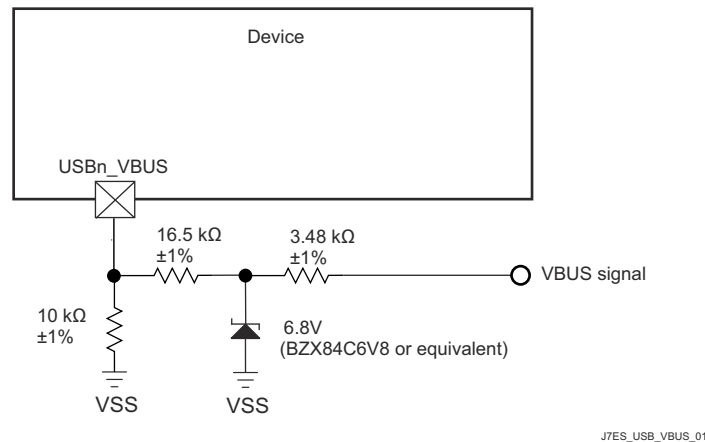 Device
USBn_VBUS
16.5 kΩ
±1%
3.48 kΩ
±1%
VBUS signal
10 kΩ
±1%
6.8V
(BZX84C6V8 or equivalent)
VSS
VSS
J7ES_USB_VBUS_01